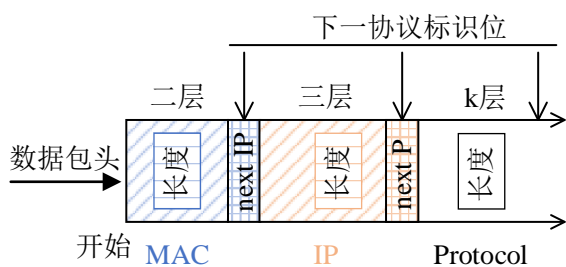 下一协议标识位
二层
三层
k层
数据包头
长度
next IP
长度
next P
长度
开始
MAC
IP
Protocol